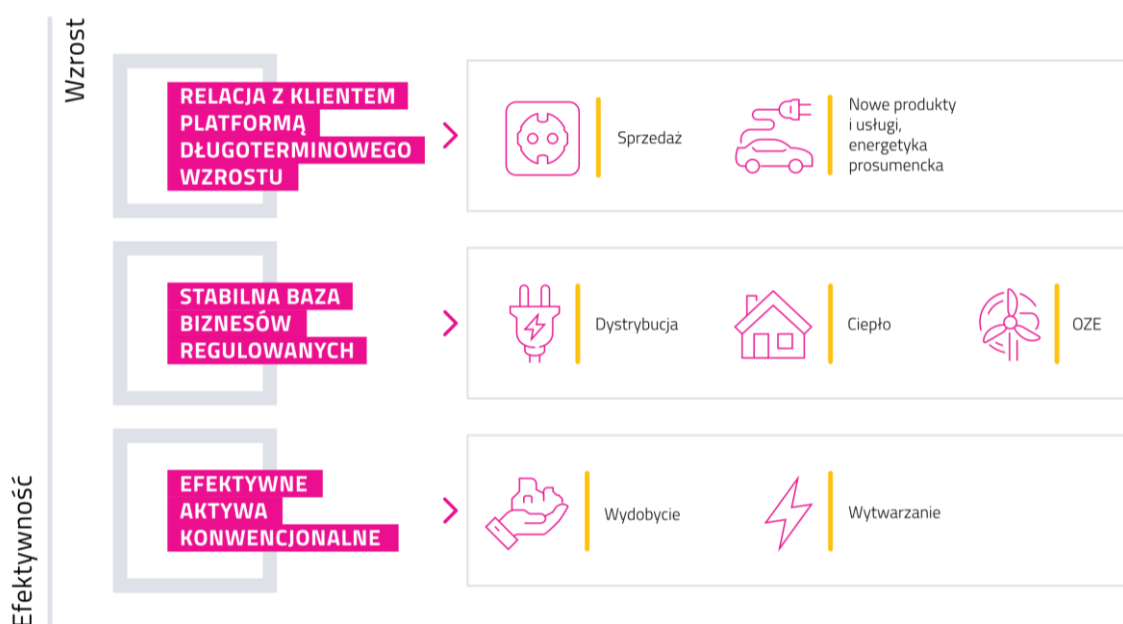 Wzrost
RELACJA Z KLIENTEM
PLATFORMĄ
DŁUGOTERMINOWEGO
WZROSTU
Sprzedaż
Nowe produkty
i usługi,
energetyka
prosumencka
STABILNA BAZA
BIZNESÓW
REGULOWANYCH
Dystrybucja
Ciepło
OZE
EFEKTYWNE
AKTYWA
KONWENCJONALNE
Wydobycie
Wytwarzanie
Efektywność